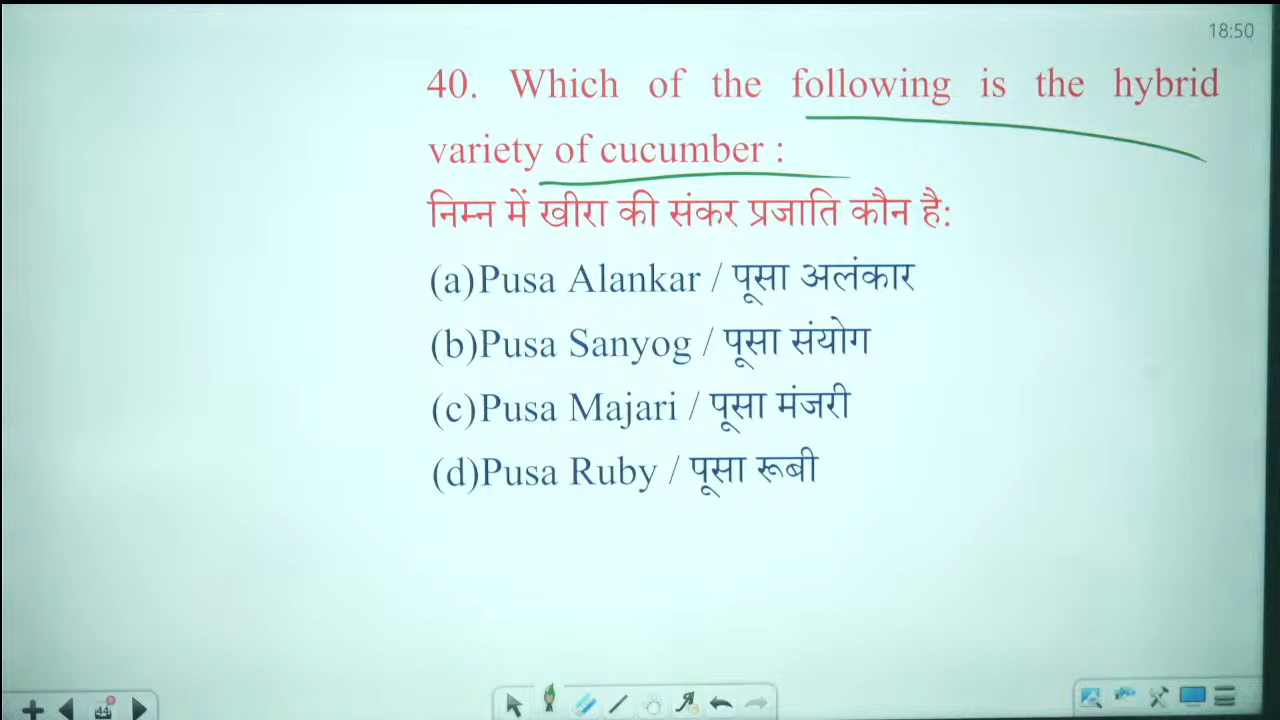 18:50
40. Which of the following is the hybrid
variety of cucumber :
निम्न में खीरा की संकर प्रजाति कौन है:
(a)Pusa Alankar / पूसा अलंकार
(b)Pusa Sanyog / पूसा संयोग
(c)Pusa Majari / पूसा मंजरी
(d)Pusa Ruby / पूसा रूबी
44